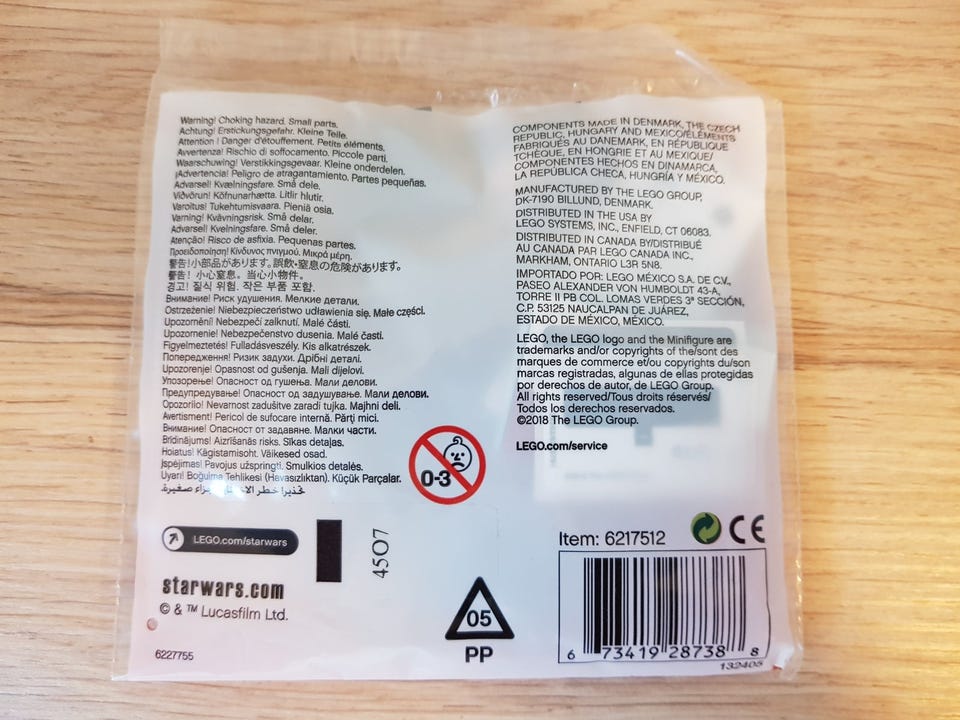 Warning! Choking hazard. Small parts.
Achtung! Erstickungsgefahr. Kleine Teile.
Attention ! Danger d'étouffement. Petits éléments.
Avvertenza! Rischio di soffocamento. Piccole parti.
Waarschuwing! Verstikkingsgevaar. Kleine onderdelen.
¡Advertencia! Peligro de atragantamiento. Partes pequeñas.
Advarsel! Kvælningsfare. Små dele.
Viðvörun! Köfnunarhætta. Litlir hlutir.
Varoitus! Tukehtumisvaara. Pieniä osia.
Varning! Kvävningsrisk. Små delar.
Advarsel! Kvelningsfare. Små deler.
Atenção! Risco de asfixia. Pequenas partes.
Προειδοποίηση! Κίνδυνος πνιγμού. Μικρά μέρη.
警告!小部品があります。誤飲・窒息の危険があります。
警告！小心窒息。当心小物件。
경고! 질식 위험. 작은 부품 포함.
Внимание! Риск удушения. Мелкие детали.
Ostrzeżenie! Niebezpieczeństwo udławienia się. Małe części.
Upozornění! Nebezpečí zalknutí. Malé části.
Upozornenie! Nebezpečenstvo dusenia. Malé časti.
Figyelmeztetés! Fulladásveszély. Kis alkatrészek.
Попередження! Ризик задухи. Дрібні деталі.
Upozorenje! Opasnost od gušenja. Mali dijelovi.
Упозорење! Опасност од гушења. Мали делови.
Предупредување! Опасност од задушување. Мали делови.
Opozorilo! Nevarnost zadušitve zaradi tujka. Majhni deli.
Avertisment! Pericol de sufocare internă. Părţi mici.
Внимание! Опасност от задавяне. Малки части.
Brīdinājums! Aizrīšanās risks. Sīkas detaļas.
Hoiatus! Kägistamisoht. Väikesed osad.
Įspėjimas! Pavojus užspringti. Smulkios detalės.
Uyarı! Boğulma Tehlikesi (Havasızlıktan). Küçük Parçalar.
تحذير! خطر صغيرة.
0-3
LEGO.com/starwars
starwars.com
© & ™ Lucasfilm Ltd.
6227755
45O7
05
PP
COMPONENTS MADE IN DENMARK, THE CZECH
REPUBLIC, HUNGARY AND MEXICO/ÉLÉMENTS
FABRIQUÉS AU DANEMARK, EN RÉPUBLIQUE
TCHÈQUE, EN HONGRIE ET AU MEXIQUE/
COMPONENTES HECHOS EN DINAMARCA,
LA REPÚBLICA CHECA, HUNGRÍA Y MÉXICO.
MANUFACTURED BY THE LEGO GROUP,
DK-7190 BILLUND, DENMARK.
DISTRIBUTED IN THE USA BY
LEGO SYSTEMS, INC., ENFIELD, CT 06083.
DISTRIBUTED IN CANADA BY/DISTRIBUÉ
AU CANADA PAR LEGO CANADA INC.,
MARKHAM, ONTARIO L3R 5N8.
IMPORTADO POR: LEGO MÉXICO S.A. DE C.V.,
PASEO ALEXANDER VON HUMBOLDT 43-A,
TORRE II PB COL. LOMAS VERDES 3ª SECCIÓN,
C.P. 53125 NAUCALPAN DE JUÁREZ,
ESTADO DE MÉXICO, MÉXICO.
LEGO, the LEGO logo and the Minifigure are
trademarks and/or copyrights of the/sont des
marques de commerce et/ou copyrights du/son
marcas registradas, algunas de ellas protegidas
por derechos de autor, de LEGO Group.
All rights reserved/Tous droits réservés/
Todos los derechos reservados.
©2018 The LEGO Group.
LEGO.com/service
Item: 6217512
CE
6 73419 28738 8
132405